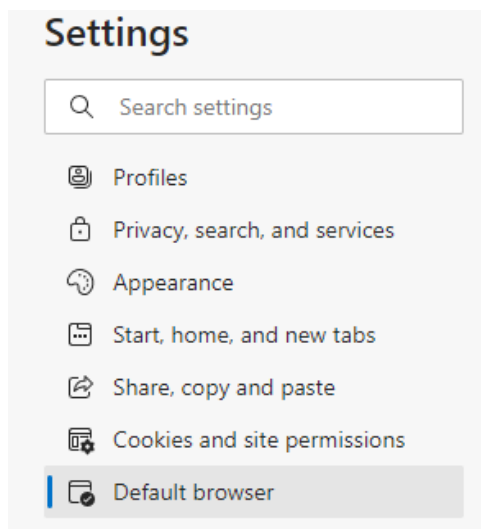 Settings
Search settings
Profiles
Privacy, search, and services
Appearance
Start, home, and new tabs
Share, copy and paste
Cookies and site permissions
Default browser